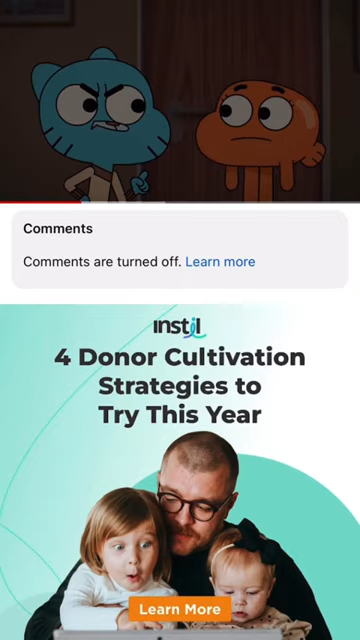 Comments
Comments are turned off. Learn more
instil
4 Donor Cultivation
Strategies to
Try This Year
Learn More